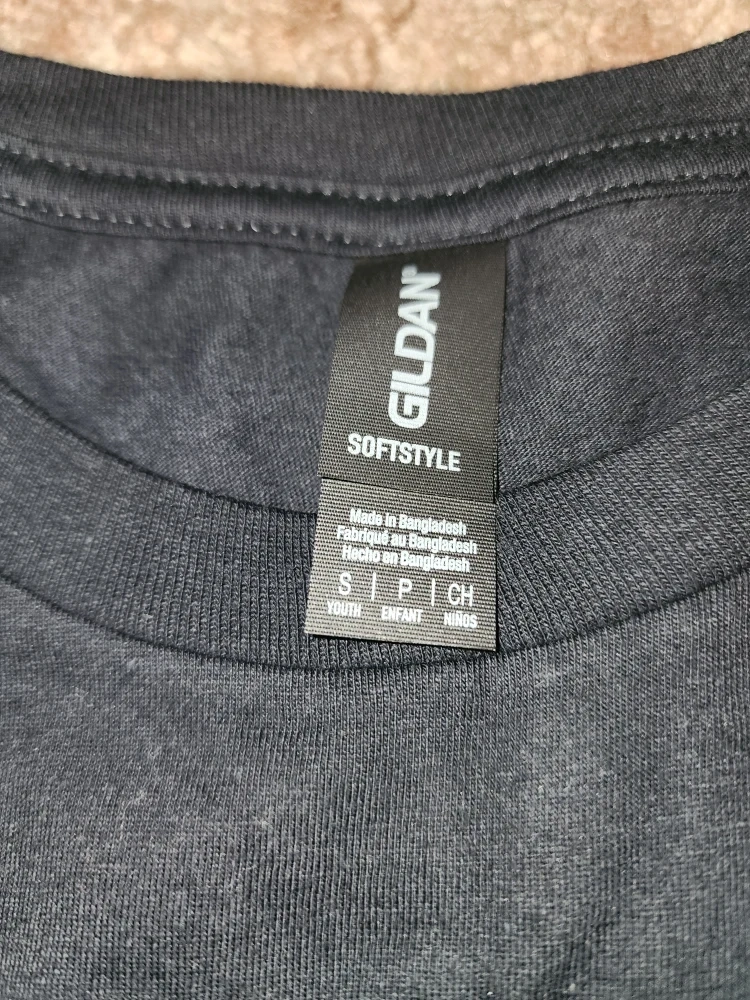 GILDAN®
SOFTSTYLE
Made in Bangladesh
Fabriqué au Bangladesh
Hecho en Bangladesh
S | P | CH
YOUTH ENFANT NIÑOS